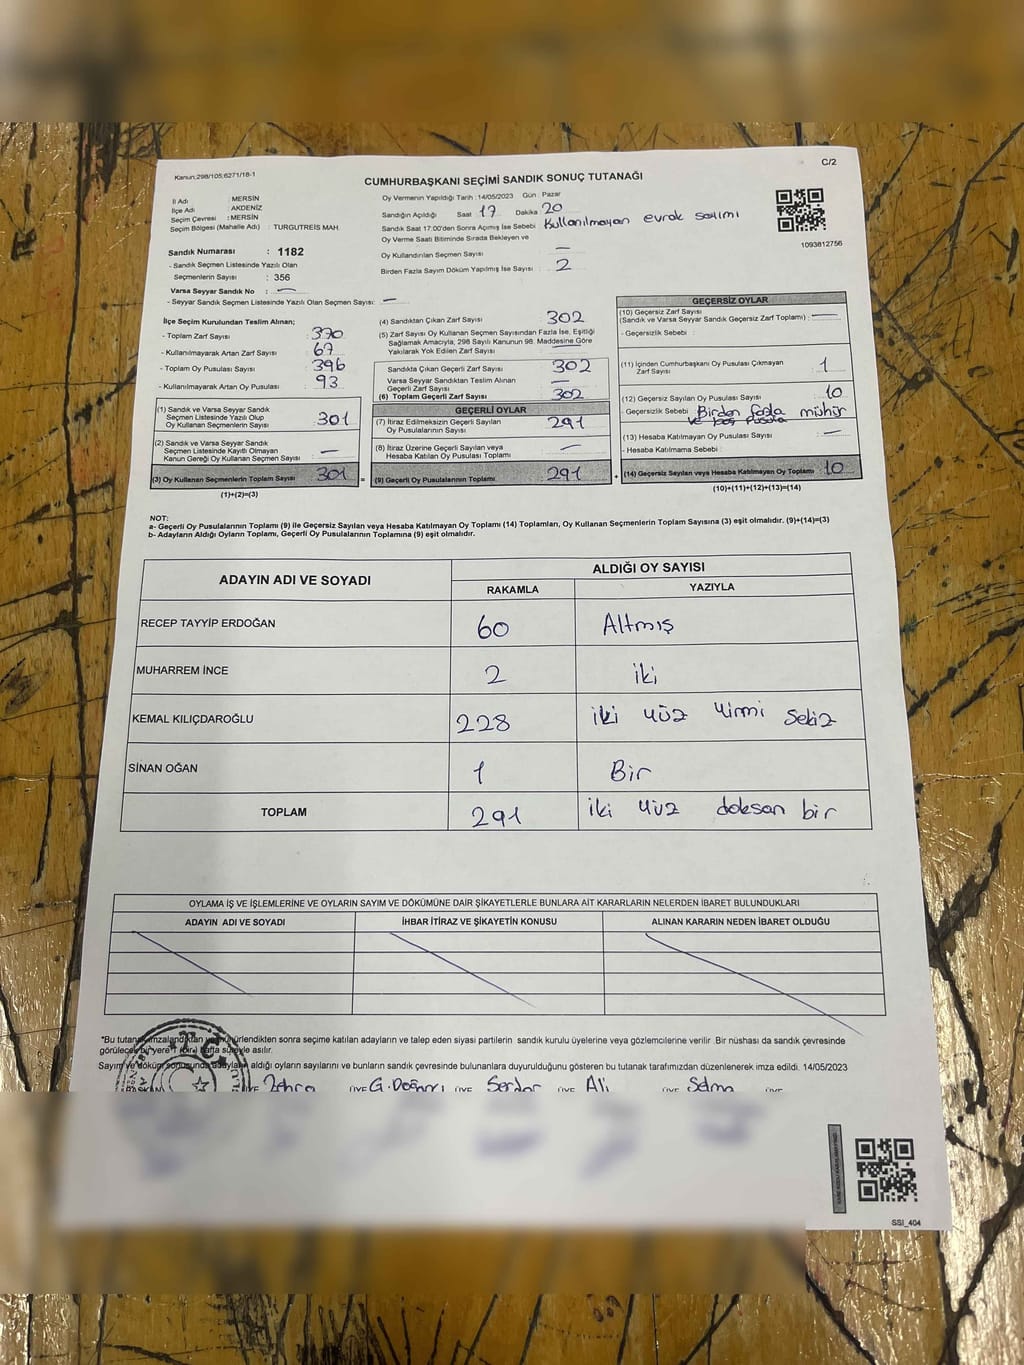 Kanun:298/105;6271/18-1
C/2
CUMHURBAŞKANI SEÇİMİ SANDIK SONUÇ TUTANAĞI
İl Adı : MERSİN
İlçe Adı : AKDENİZ
Seçim Çevresi : MERSİN
Seçim Bölgesi (Mahalle Adı) : TURGUTREİS MAH.
Sandık Numarası : 1182
- Sandık Seçmen Listesinde Yazılı Olan
Seçmenlerin Sayısı : 356
Varsa Seyyar Sandık No : —
- Seyyar Sandık Seçmen Listesinde Yazılı Olan Seçmen Sayısı: —
Oy Vermenin Yapıldığı Tarih : 14/05/2023 Gün : Pazar
Sandığın Açıldığı Saat 17 Dakika 20
Sandık Saat 17:00'den Sonra Açılmış İse Sebebi Kullanılmayan evrak sayımı
Oy Verme Saati Bitiminde Sırada Bekleyen ve
Oy Kullandırılan Seçmen Sayısı : —
Birden Fazla Sayım Döküm Yapılmış İse Sayısı : 2
1093812756
İlçe Seçim Kurulundan Teslim Alınan;
- Toplam Zarf Sayısı : 370
- Kullanılmayarak Artan Zarf Sayısı : 67
- Toplam Oy Pusulası Sayısı : 396
- Kullanılmayarak Artan Oy Pusulası : 93
(1) Sandık ve Varsa Seyyar Sandık
Seçmen Listesinde Yazılı Olup
Oy Kullanan Seçmenlerin Sayısı : 301
(2) Sandık ve Varsa Seyyar Sandık
Seçmen Listesinde Kayıtlı Olmayan
Kanun Gereği Oy Kullanan Seçmen Sayısı : —
(3) Oy Kullanan Seçmenlerin Toplam Sayısı : 301
(1)+(2)=(3)
(4) Sandıktan Çıkan Zarf Sayısı : 302
(5) Zarf Sayısı Oy Kullanan Seçmen Sayısından Fazla İse, Eşitliği
Sağlamak Amacıyla, 298 Sayılı Kanunun 98. Maddesine Göre
Yakılarak Yok Edilen Zarf Sayısı : —
Sandıkta Çıkan Geçerli Zarf Sayısı : 302
Varsa Seyyar Sandıktan Teslim Alınan
Geçerli Zarf Sayısı : —
(6) Toplam Geçerli Zarf Sayısı : 302
GEÇERLİ OYLAR
(7) İtiraz Edilmeksizin Geçerli Sayılan
Oy Pusulalarının Sayısı : 291
(8) İtiraz Üzerine Geçerli Sayılan veya
Hesaba Katılan Oy Pusulası Toplamı : —
(9) Geçerli Oy Pusulalarının Toplamı : 291
GEÇERSİZ OYLAR
(10) Geçersiz Zarf Sayısı
(Sandık ve Varsa Seyyar Sandık Geçersiz Zarf Toplamı) : —
- Geçersizlik Sebebi :
(11) İçinden Cumhurbaşkanı Oy Pusulası Çıkmayan
Zarf Sayısı : 1
(12) Geçersiz Sayılan Oy Pusulası Sayısı : 10
- Geçersizlik Sebebi : Birden fazla mühür
ve boş pusula
(13) Hesaba Katılmayan Oy Pusulası Sayısı : —
- Hesaba Katılmama Sebebi :
(14) Geçersiz Sayılan veya Hesaba Katılmayan Oy Toplamı : 10
(10)+(11)+(12)+(13)=(14)
NOT:
a- Geçerli Oy Pusulalarının Toplamı (9) ile Geçersiz Sayılan veya Hesaba Katılmayan Oy Toplamı (14) Toplamları, Oy Kullanan Seçmenlerin Toplam Sayısına (3) eşit olmalıdır. (9)+(14)=(3)
b- Adayların Aldığı Oyların Toplamı, Geçerli Oy Pusulalarının Toplamına (9) eşit olmalıdır.
ADAYIN ADI VE SOYADI ALDIĞI OY SAYISI
RAKAMLA YAZIYLA
RECEP TAYYİP ERDOĞAN 60 Altmış
MUHARREM İNCE 2 iki
KEMAL KILIÇDAROĞLU 228 iki yüz yirmi sekiz
SİNAN OĞAN 1 Bir
TOPLAM 291 iki yüz doksan bir
OYLAMA İŞ VE İŞLEMLERİNE VE OYLARIN SAYIM VE DÖKÜMÜNE DAİR ŞİKAYETLERLE BUNLARA AİT KARARLARIN NELERDEN İBARET BULUNDUKLARI
ADAYIN ADI VE SOYADI İHBAR İTİRAZ VE ŞİKAYETİN KONUSU ALINAN KARARIN NEDEN İBARET OLDUĞU
*Bu tutanak imzalandıktan ve mühürlendikten sonra seçime katılan adayların ve talep eden siyasi partilerin sandık kurulu üyelerine veya gözlemcilerine verilir. Bir nüshası da sandık çevresinde
görülecek bir yere 1 (bir) hafta süreyle asılır.
Sayım ve döküm sonucunda adayların aldığı oyların sayılarını ve sandık çevresinde bulunanlara duyurulduğunu gösteren bu tutanak tarafımızdan düzenlenerek imza edildi. 14/05/2023
BAŞKAN ÜYE Zehra ÜYE G. Doğan ÜYE Serdar ÜYE Ali ÜYE Selma ÜYE
SSI_404